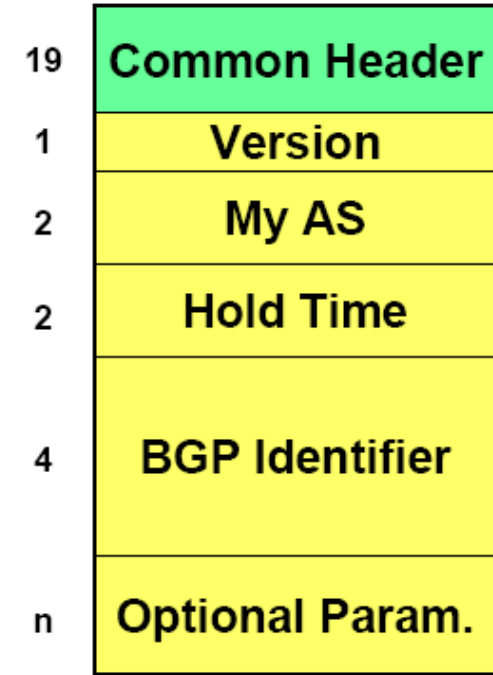 19 Common Header
1 Version
2 My AS
2 Hold Time
4 BGP Identifier
n Optional Param.